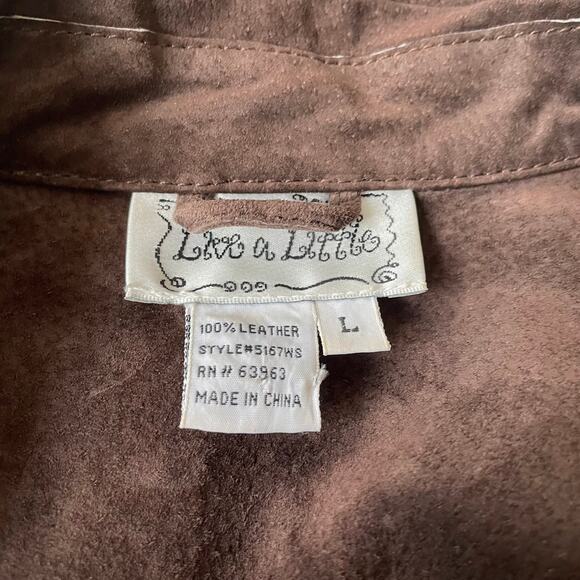 Live a Little
L
100% LEATHER
STYLE#5167WS
RN# 63963
MADE IN CHINA